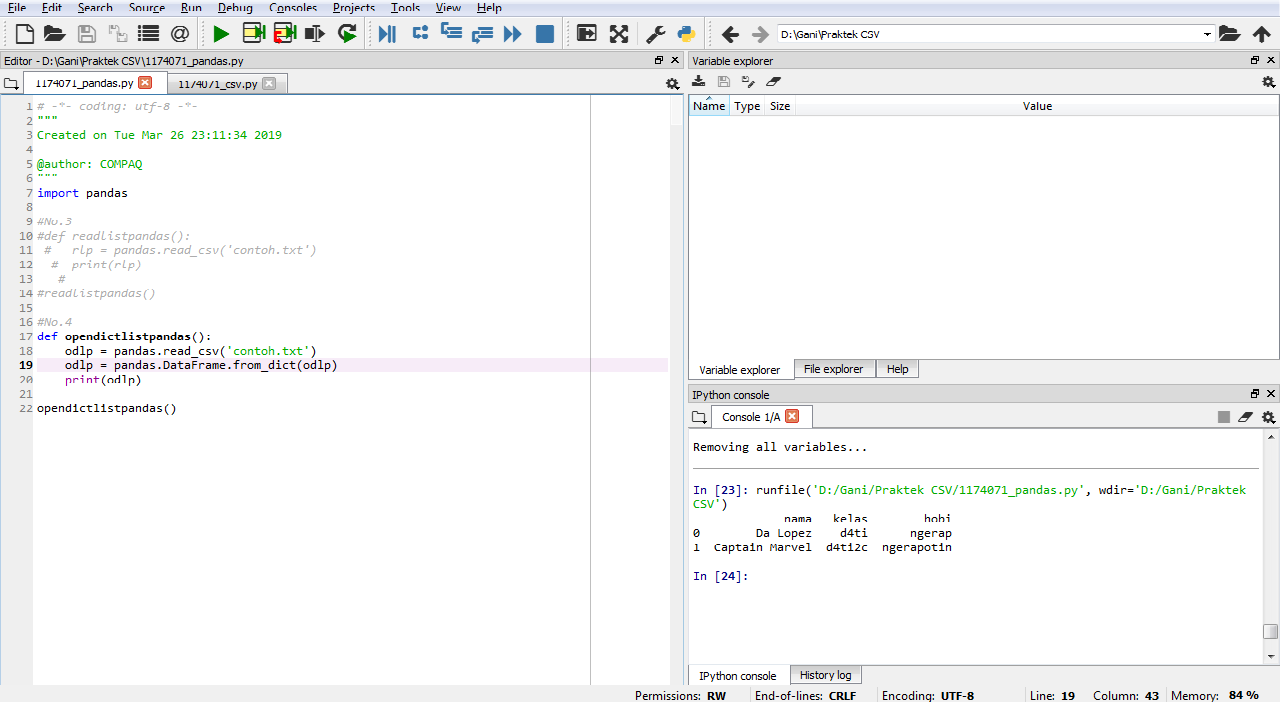 File Edit Search Source Run Debug Consoles Projects Tools View Help
D:\Gani\Praktek CSV
Editor - D:\Gani\Praktek CSV\1174071_pandas.py
1174071_pandas.py
1174071_csv.py
1 # -*- coding: utf-8 -*-
2 """
3 Created on Tue Mar 26 23:11:34 2019
4
5 @author: COMPAQ
6 """
7 import pandas
8
9 #No.3
10 #def readlistpandas():
11 #   rlp = pandas.read_csv('contoh.txt')
12 #  print(rlp)
13 #
14 #readlistpandas()
15
16 #No.4
17 def opendictlistpandas():
18     odlp = pandas.read_csv('contoh.txt')
19     odlp = pandas.DataFrame.from_dict(odlp)
20     print(odlp)
21
22 opendictlistpandas()
Variable explorer
Name Type Size Value
Variable explorer File explorer Help
IPython console
Console 1/A
Removing all variables...
In [23]: runfile('D:/Gani/Praktek CSV/1174071_pandas.py', wdir='D:/Gani/Praktek
CSV')
nama kelas hobi
0 Da Lopez d4ti ngerap
1 Captain Marvel d4ti2c ngerapotin
In [24]:
IPython console History log
Permissions: RW End-of-lines: CRLF Encoding: UTF-8 Line: 19 Column: 43 Memory: 84 %